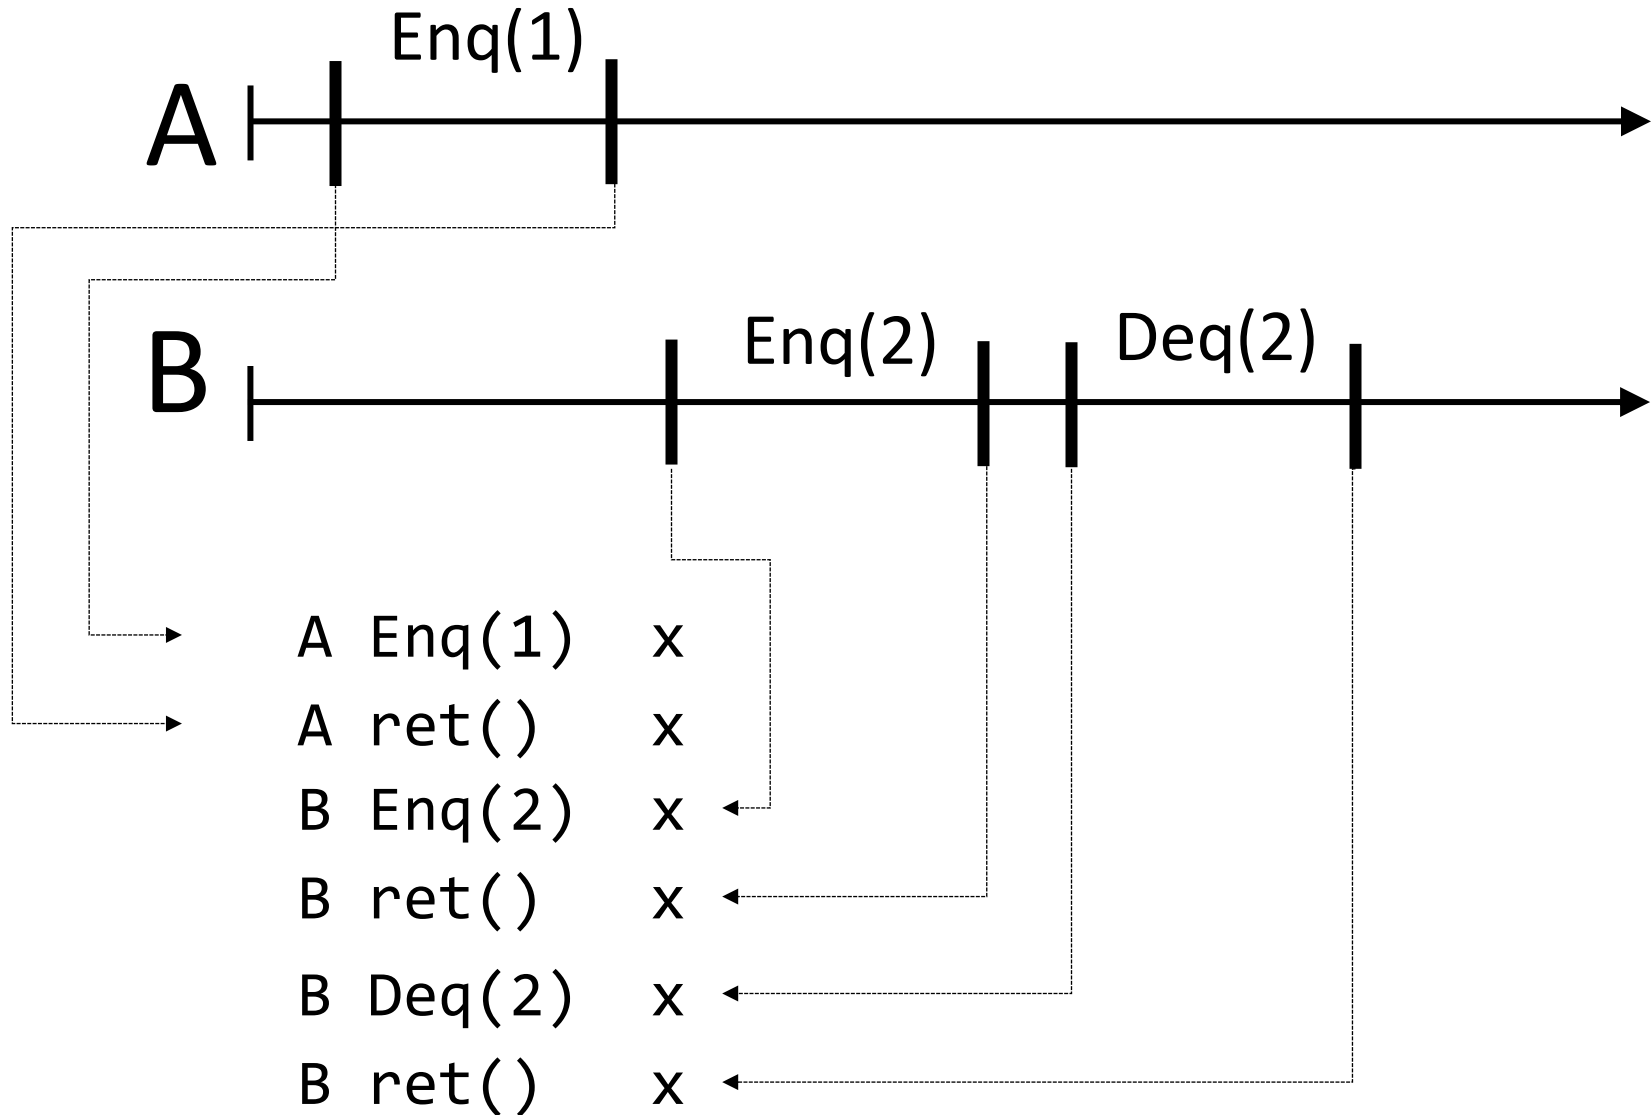 Enq(1)
A
Enq(2) Deq(2)
B
A Enq(1) x
A ret() x
B Enq(2) x
B ret() x
B Deq(2) x
B ret() x